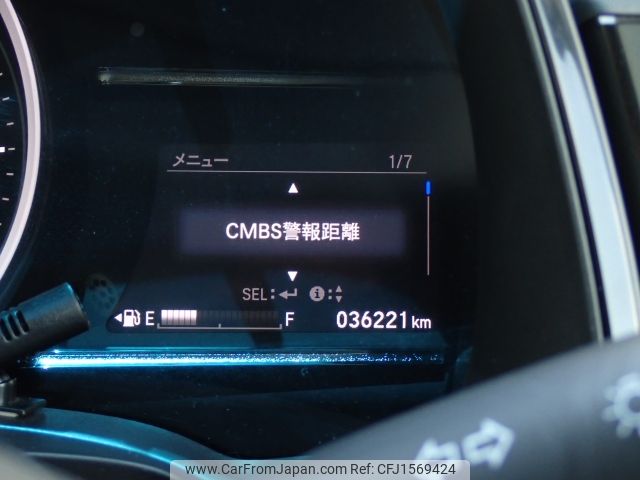 メニュー 1/7
▲
CMBS警報距離
▼
SEL:↵ i:▲▼
E F 036221km
www.CarFromJapan.com Ref:CFJ1569424